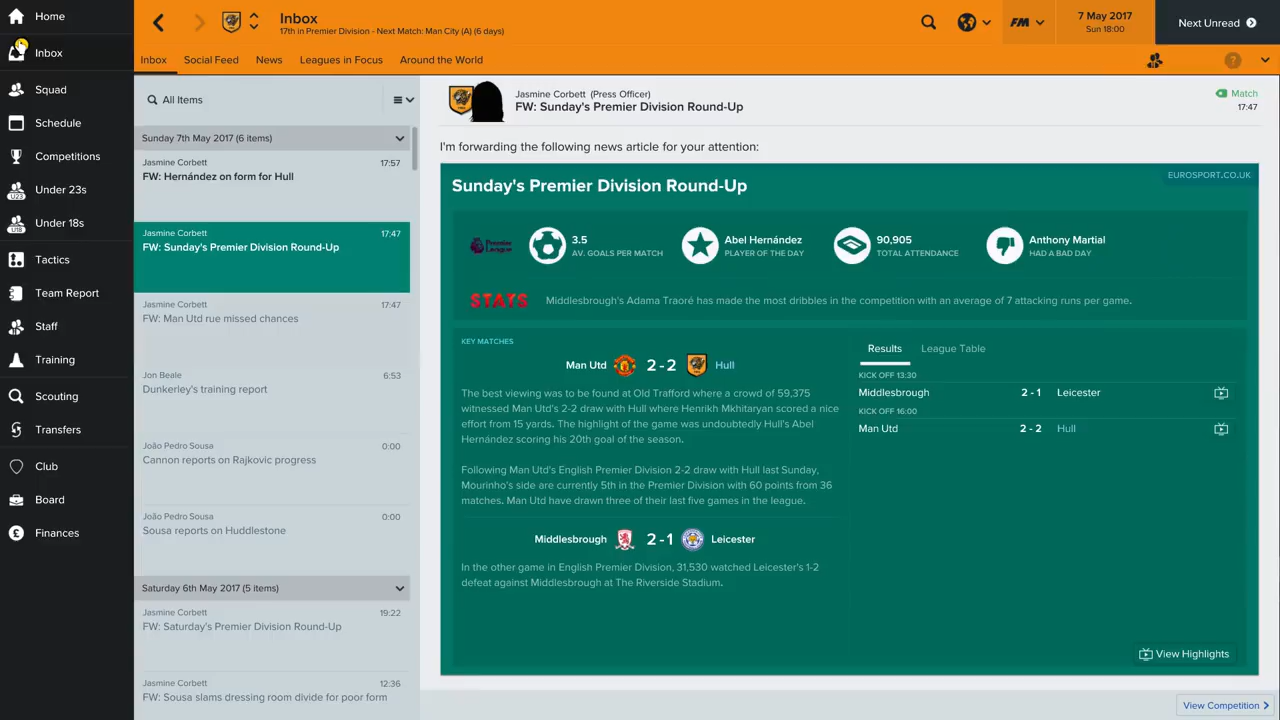 Home
Inbox
Squad
Schedule
Competitions
Under 23s
Under 18s
U18
Tactics
Team Report
Staff
Training
Scouting
Transfers
Club
Board
Finances
Inbox
17th in Premier Division - Next Match: Man City (A) (6 days)
FM
7 May 2017
Sun 18:00
Next Unread
Inbox
Social Feed
News
Leagues in Focus
Around the World
?
All Items
Sunday 7th May 2017 (6 items)
Jasmine Corbett 17:57
FW: Hernández on form for Hull
Jasmine Corbett 17:47
FW: Sunday's Premier Division Round-Up
Jasmine Corbett 17:47
FW: Man Utd rue missed chances
Jon Beale 6:53
Dunkerley's training report
João Pedro Sousa 0:00
Cannon reports on Rajkovic progress
João Pedro Sousa 0:00
Sousa reports on Huddlestone
Saturday 6th May 2017 (5 items)
Jasmine Corbett 19:22
FW: Saturday's Premier Division Round-Up
Jasmine Corbett 12:36
FW: Sousa slams dressing room divide for poor form
Jasmine Corbett (Press Officer)
FW: Sunday's Premier Division Round-Up
Match
17:47
I'm forwarding the following news article for your attention:
Sunday's Premier Division Round-Up
EUROSPORT.CO.UK
Premier League
3.5
AV. GOALS PER MATCH
Abel Hernández
PLAYER OF THE DAY
90,905
TOTAL ATTENDANCE
Anthony Martial
HAD A BAD DAY
STATS
Middlesbrough's Adama Traoré has made the most dribbles in the competition with an average of 7 attacking runs per game.
KEY MATCHES
Man Utd 2 - 2 Hull
The best viewing was to be found at Old Trafford where a crowd of 59,375
witnessed Man Utd's 2-2 draw with Hull where Henrikh Mkhitaryan scored a nice
effort from 15 yards. The highlight of the game was undoubtedly Hull's Abel
Hernández scoring his 20th goal of the season.
Following Man Utd's English Premier Division 2-2 draw with Hull last Sunday,
Mourinho's side are currently 5th in the Premier Division with 60 points from 36
matches. Man Utd have drawn three of their last five games in the league.
Middlesbrough 2 - 1 Leicester
In the other game in English Premier Division, 31,530 watched Leicester's 1-2
defeat against Middlesbrough at The Riverside Stadium.
Results
League Table
KICK OFF 13:30
Middlesbrough 2 - 1 Leicester
KICK OFF 16:00
Man Utd 2 - 2 Hull
View Highlights
View Competition